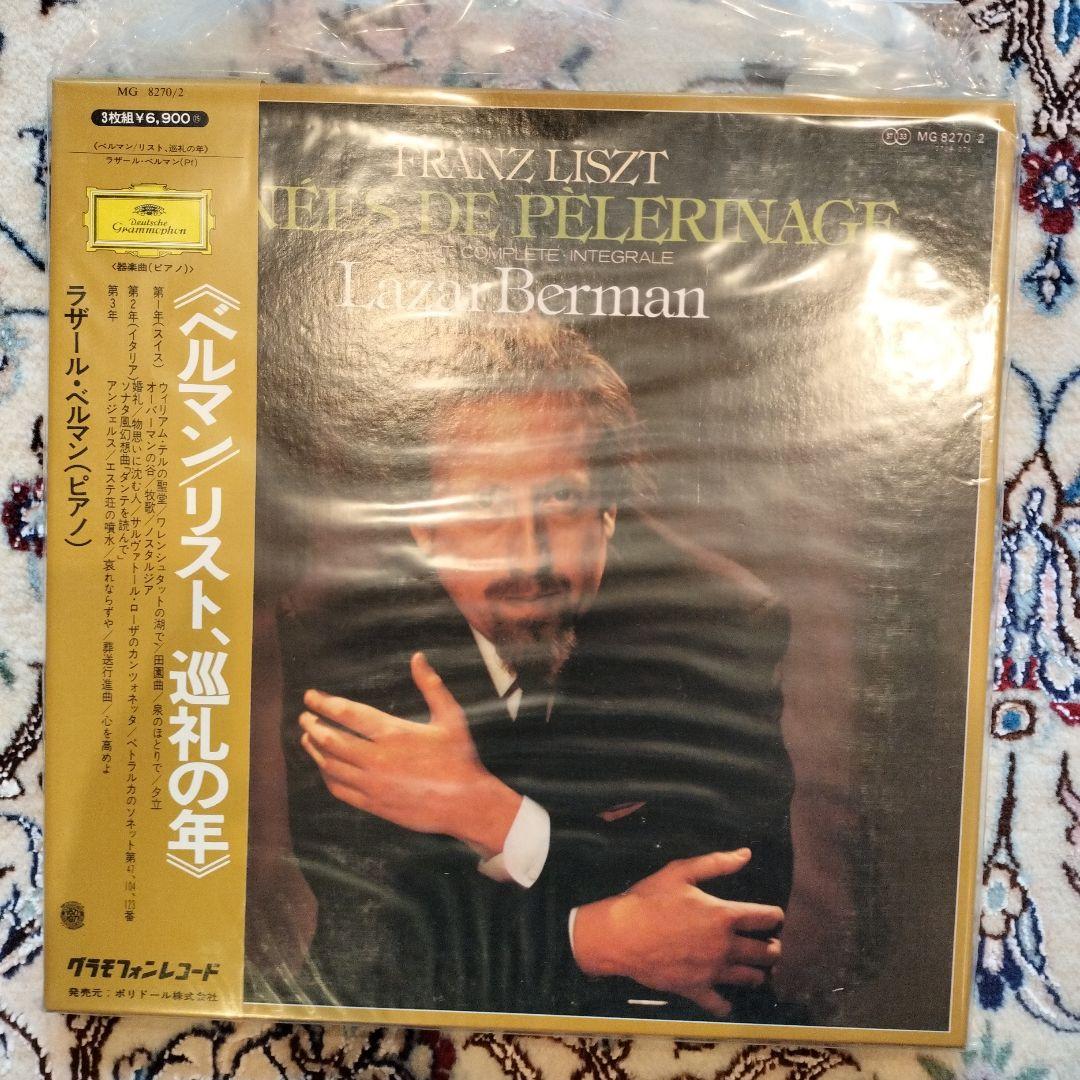 MG 8270/2
3枚組¥6,900
《ベルマン/リスト、巡礼の年》
ラザール・ベルマン(Pf)
Deutsche
Grammophon
〈器楽曲(ピアノ)〉
《ベルマン/リスト、巡礼の年》
第1年(スイス)
ウィリアム・テルの聖堂/ワレンシュタットの湖で/田園曲/泉のほとりで/夕立
オーバーマンの谷/牧歌/ノスタルジア
第2年(イタリア)
婚礼/物思いに沈む人/サルヴァトール・ローザのカンツォネッタ/ペトラルカのソネット第47、104、123番
ソナタ風幻想曲「ダンテを読んで」
第3年
アンジェルス/エステ荘の噴水/哀れならずや/葬送行進曲/心を高めよ
ラザール・ベルマン(ピアノ)
グラモフォンレコード
発売元:ポリドール株式会社
ST 33 MG 8270 2
FRANZ LISZT
NÉES DE PÈLERINAGE
COMPLETE·INTEGRALE
Lazar Berman